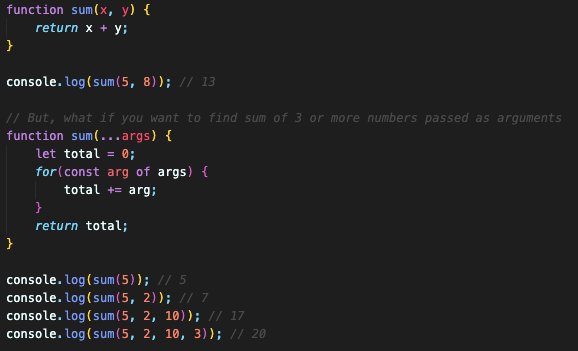 function sum(x, y) {
    return x + y;
}
console.log(sum(5, 8)); // 13
// But, what if you want to find sum of 3 or more numbers passed as arguments
function sum(...args) {
    let total = 0;
    for(const arg of args) {
        total += arg;
    }
    return total;
}
console.log(sum(5)); // 5
console.log(sum(5, 2)); // 7
console.log(sum(5, 2, 10)); // 17
console.log(sum(5, 2, 10, 3)); // 20